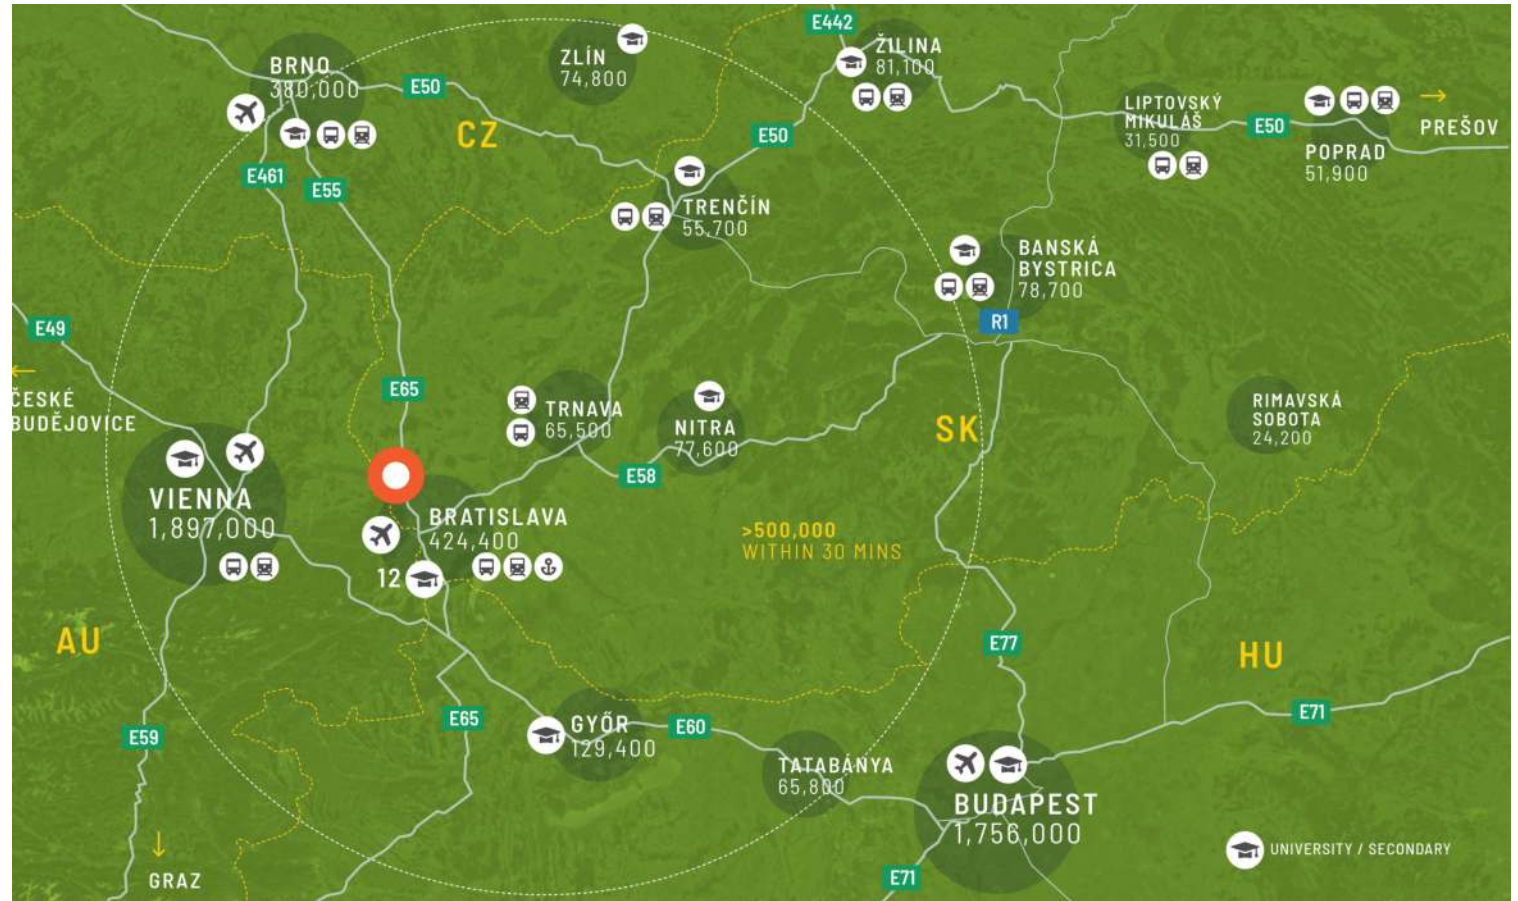 E442
BRNO
380,000
ZLÍN
74,800
ŽILINA
81,100
E50
CZ
E50
LIPTOVSKÝ
MIKULÁŠ
31,500
E50
POPRAD
51,900
PREŠOV
E461
E55
TRENČÍN
55,700
BANSKÁ
BYSTRICA
78,700
R1
E49
ČESKÉ
BUDĚJOVICE
E65
TRNAVA
65,500
NITRA
77,600
SK
RIMAVSKÁ
SOBOTA
24,200
E58
VIENNA
1,897,000
BRATISLAVA
424,400
12
>500,000
WITHIN 30 MINS
AU
E77
HU
E59
E65
GYŐR
129,400
E60
E71
TATABÁNYA
65,800
BUDAPEST
1,756,000
UNIVERSITY / SECONDARY
GRAZ
E71